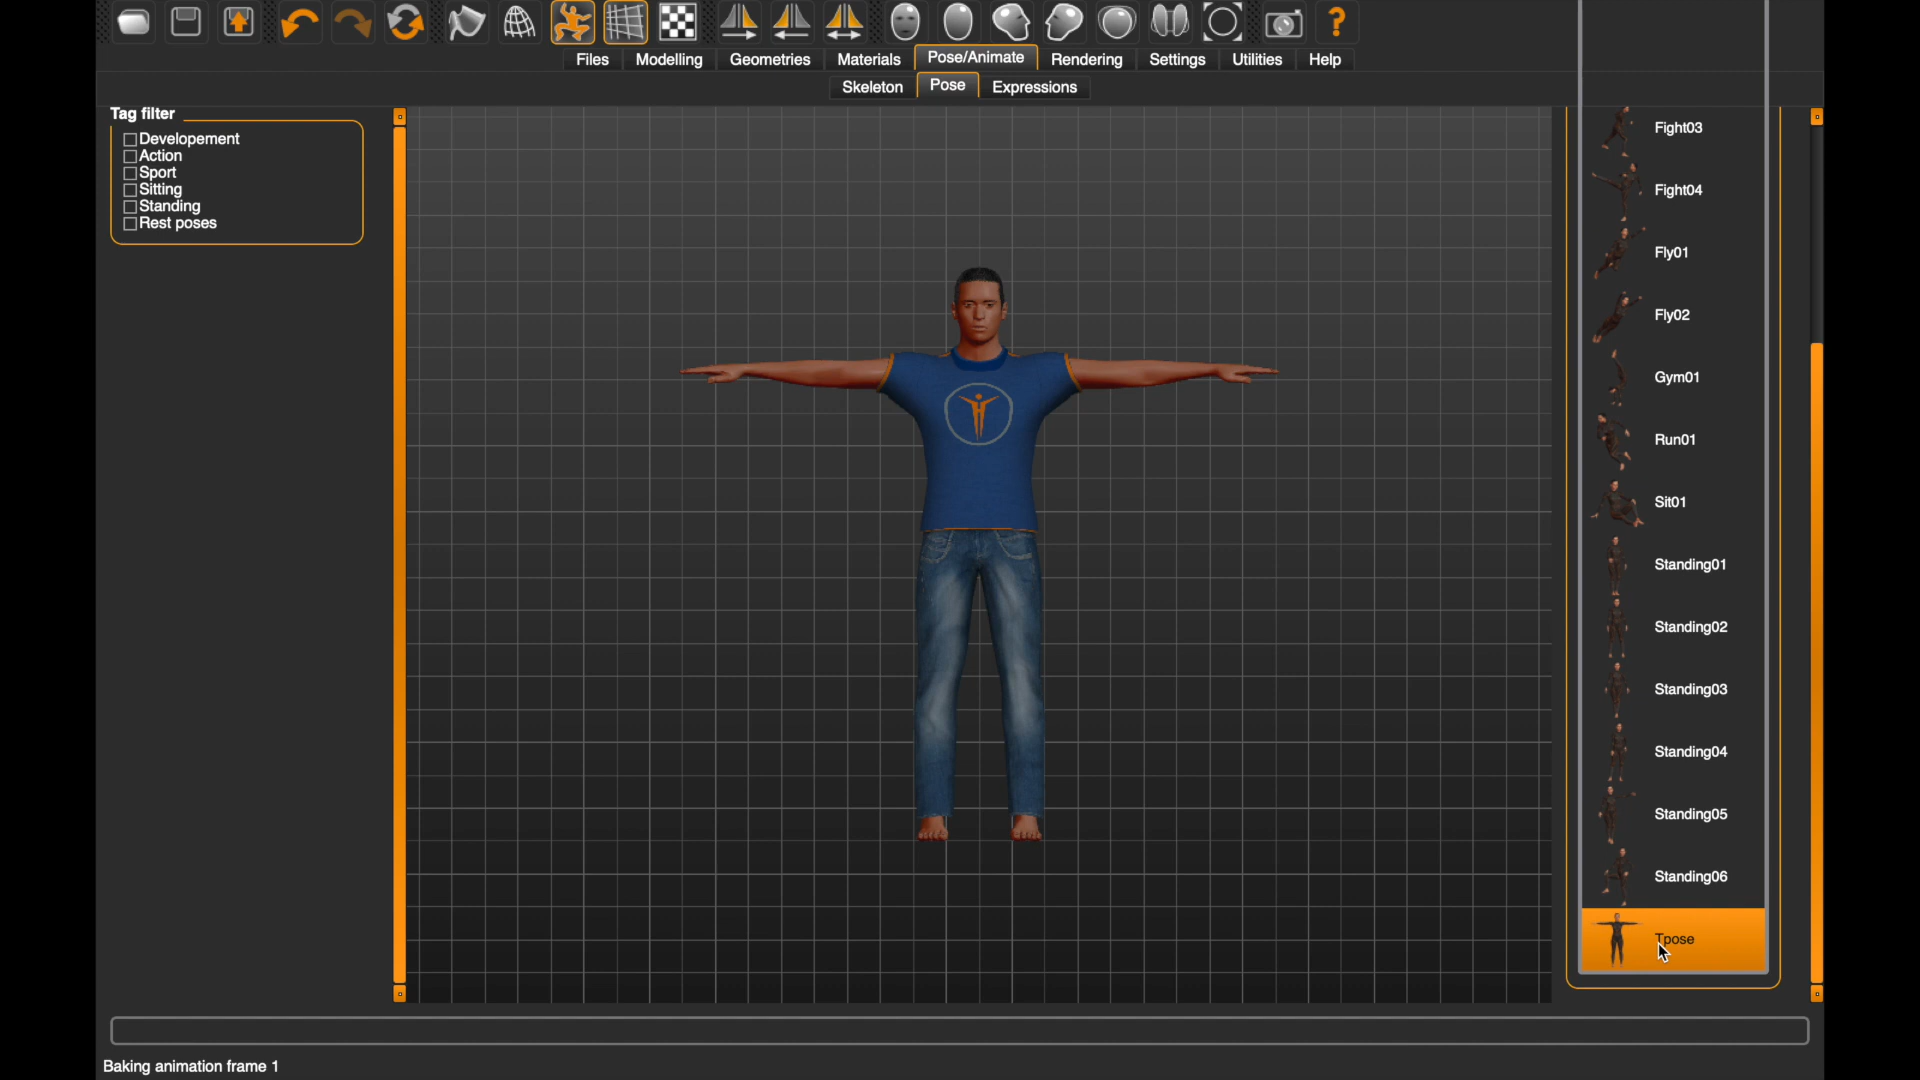 Files Modelling Geometries Materials Pose/Animate Rendering Settings Utilities Help
Skeleton Pose Expressions
Tag filter
Developement
Action
Sport
Sitting
Standing
Rest poses
Fight03
Fight04
Fly01
Fly02
Gym01
Run01
Sit01
Standing01
Standing02
Standing03
Standing04
Standing05
Standing06
Tpose
Baking animation frame 1